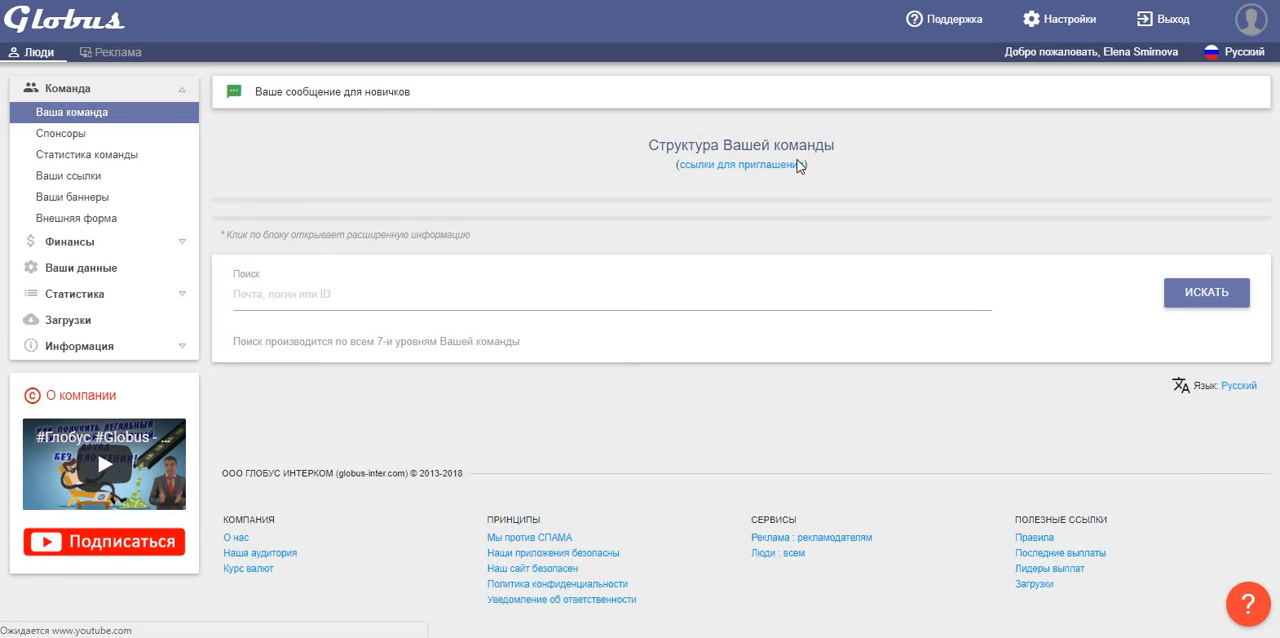 Globus
Поддержка
Настройки
Выход
Люди
Реклама
Добро пожаловать, Elena Smirnova
Русский
Команда
Ваша команда
Спонсоры
Статистика команды
Ваши ссылки
Ваши баннеры
Внешняя форма
Финансы
Ваши данные
Статистика
Загрузки
Информация
О компании
#Глобус #Globus - ...
Подписаться
Ваше сообщение для новичков
Структура Вашей команды
(ссылки для приглашения)
* Клик по блоку открывает расширенную информацию
Поиск
Почта, логин или ID
ИСКАТЬ
Поиск производится по всем 7-и уровням Вашей команды
Язык: Русский
ООО ГЛОБУС ИНТЕРКОМ (globus-inter.com) © 2013-2018
КОМПАНИЯ
О нас
Наша аудитория
Курс валют
ПРИНЦИПЫ
Мы против СПАМА
Наши приложения безопасны
Наш сайт безопасен
Политика конфиденциальности
Уведомление об ответственности
СЕРВИСЫ
Реклама : рекламодателям
Люди : всем
ПОЛЕЗНЫЕ ССЫЛКИ
Правила
Последние выплаты
Лидеры выплат
Загрузки
?
Ожидается www.youtube.com